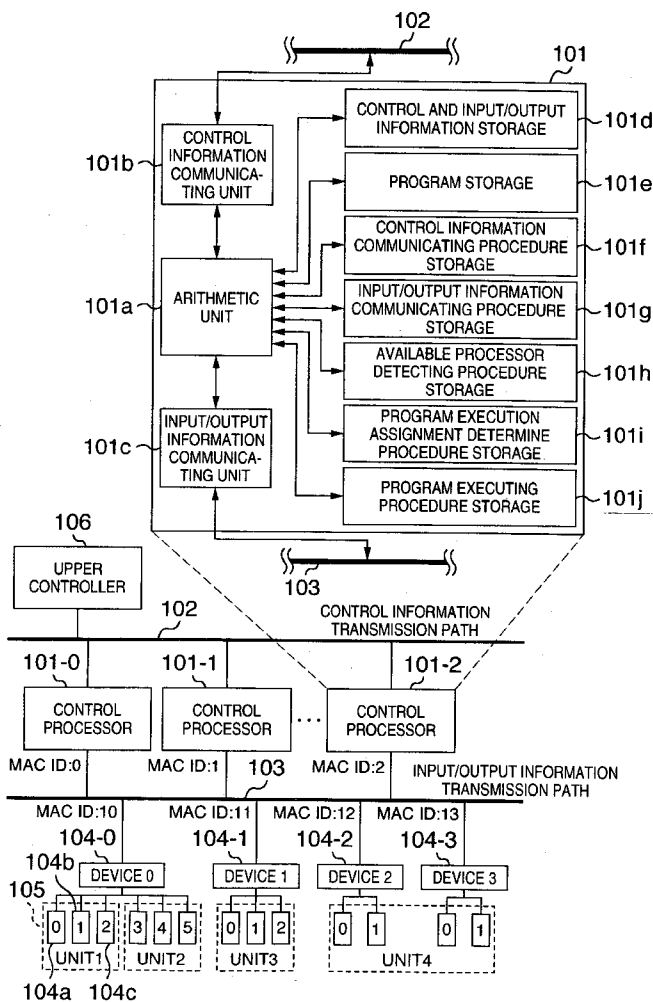 102
101
CONTROL
INFORMATION
COMMUNICA-
TING UNIT
101b
CONTROL AND INPUT/OUTPUT
INFORMATION STORAGE
101d
PROGRAM STORAGE
101e
CONTROL INFORMATION
COMMUNICATING PROCEDURE
STORAGE
101f
101a
ARITHMETIC
UNIT
INPUT/OUTPUT INFORMATION
COMMUNICATING PROCEDURE
STORAGE
101g
AVAILABLE PROCESSOR
DETECTING PROCEDURE
STORAGE
101h
101c
INPUT/OUTPUT
INFORMATION
COMMUNICA-
TING UNIT
PROGRAM EXECUTION
ASSIGNMENT DETERMINE
PROCEDURE STORAGE
101i
PROGRAM EXECUTING
PROCEDURE STORAGE
101j
106
UPPER
CONTROLLER
103
102
CONTROL INFORMATION
TRANSMISSION PATH
101-0
101-1
101-2
CONTROL
PROCESSOR
CONTROL
PROCESSOR
...
CONTROL
PROCESSOR
MAC ID:0
MAC ID:1
MAC ID:2
103
INPUT/OUTPUT INFORMATION
TRANSMISSION PATH
MAC ID:10
MAC ID:11
MAC ID:12
MAC ID:13
104-0
104-1
104-2
104-3
104b
DEVICE 0
DEVICE 1
DEVICE 2
DEVICE 3
105
0 1 2 3 4 5 0 1 2 0 1 0 1
UNIT1
UNIT2
UNIT3
UNIT4
104a
104c